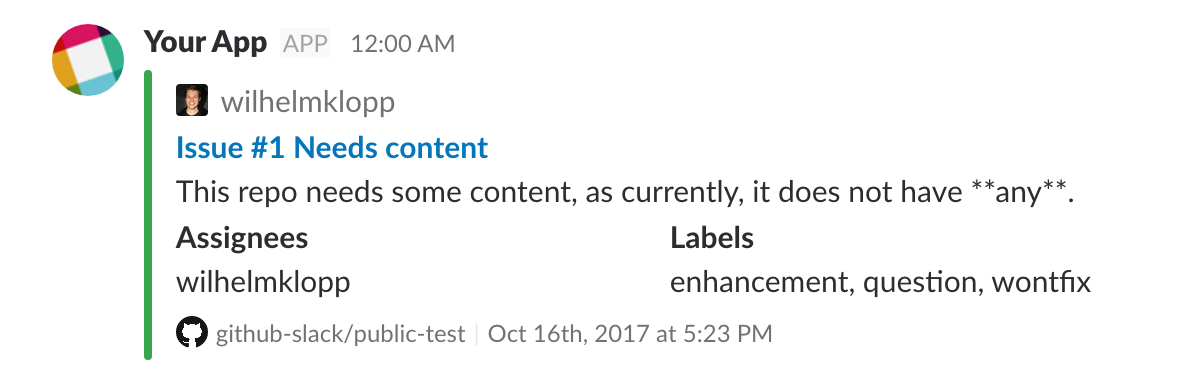 Your App APP 12:00 AM
wilhelmklopp
Issue #1 Needs content
This repo needs some content, as currently, it does not have **any**.
Assignees Labels
wilhelmklopp enhancement, question, wontfix
github-slack/public-test | Oct 16th, 2017 at 5:23 PM